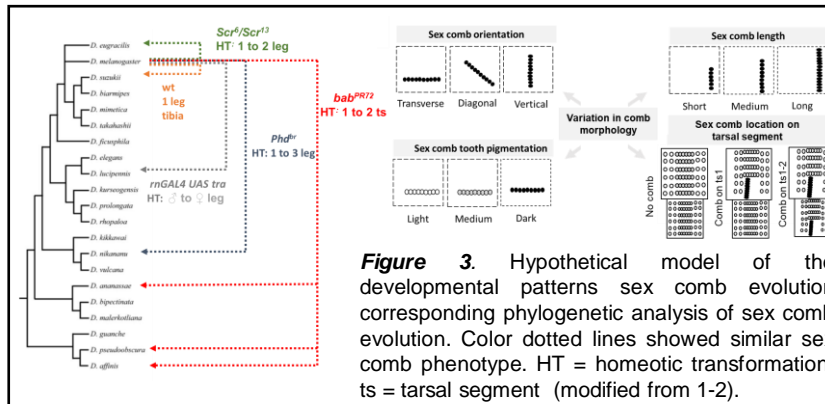 Scr⁶/Scr¹³
HT: 1 to 2 leg
D. eugracilis
D. melanogaster
D. suzukii
D. biarmipes
D. mimetica
D. takahashii
D. ficusphila
D. elegans
D. lucipennis
D. kurseongensis
D. prolongata
D. rhopaloa
D. kikkawai
D. nikananu
D. vulcana
D. ananassae
D. bipectinata
D. malerkotliana
D. guanche
D. pseudoobscura
D. affinis
wt
1 leg
tibia
bab^PR72
HT: 1 to 2 ts
Phd^br
HT: 1 to 3 leg
rnGAL4 UAS tra
HT: ♂ to ♀ leg
Sex comb orientation
Transverse
Diagonal
Vertical
Sex comb length
Short
Medium
Long
Variation in comb
morphology
Sex comb tooth pigmentation
Light
Medium
Dark
Sex comb location on
tarsal segment
No comb
Comb on ts1
Comb on ts1-2
Figure 3. Hypothetical model of the
developmental patterns sex comb evolution
corresponding phylogenetic analysis of sex comb
evolution. Color dotted lines showed similar sex
comb phenotype. HT = homeotic transformation
ts = tarsal segment (modified from 1-2).